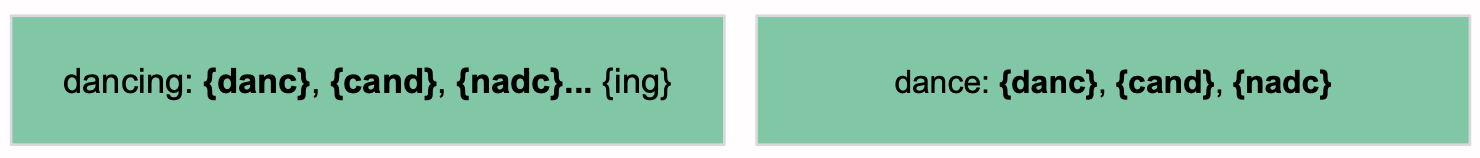 dancing: {danc}, {cand}, {nadc}... {ing}
dance: {danc}, {cand}, {nadc}